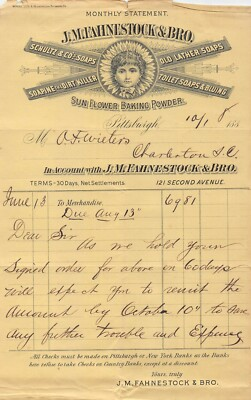 MONTHLY STATEMENT.
J.M. FAHNESTOCK & BRO.
SCHULTZ & CO'S SOAPS
OLD LATHER SOAPS
SOAPINE THE DIRT KILLER
TOILET SOAPS & BLUING.
SUN FLOWER BAKING POWDER.
Pittsburgh, 10/1 188
M O. F. Wieters
Charleston S.C.
In Account with J. M. FAHNESTOCK & BRO.
TERMS—30 Days, Net Settlements. 121 SECOND AVENUE.
June 13 To Merchandise. 69 81
Due Aug 13"
Dear Sir
As we hold your
Signed order for above on 60 days
will expect you to remit the
Amount by October 10th to save
any further trouble and Expense
All Checks must be made on Pittsburgh or New York Banks as the Banks
here refuse to take Checks on Country Banks, except at a discount.
Yours, truly
J. M. FAHNESTOCK & BRO.